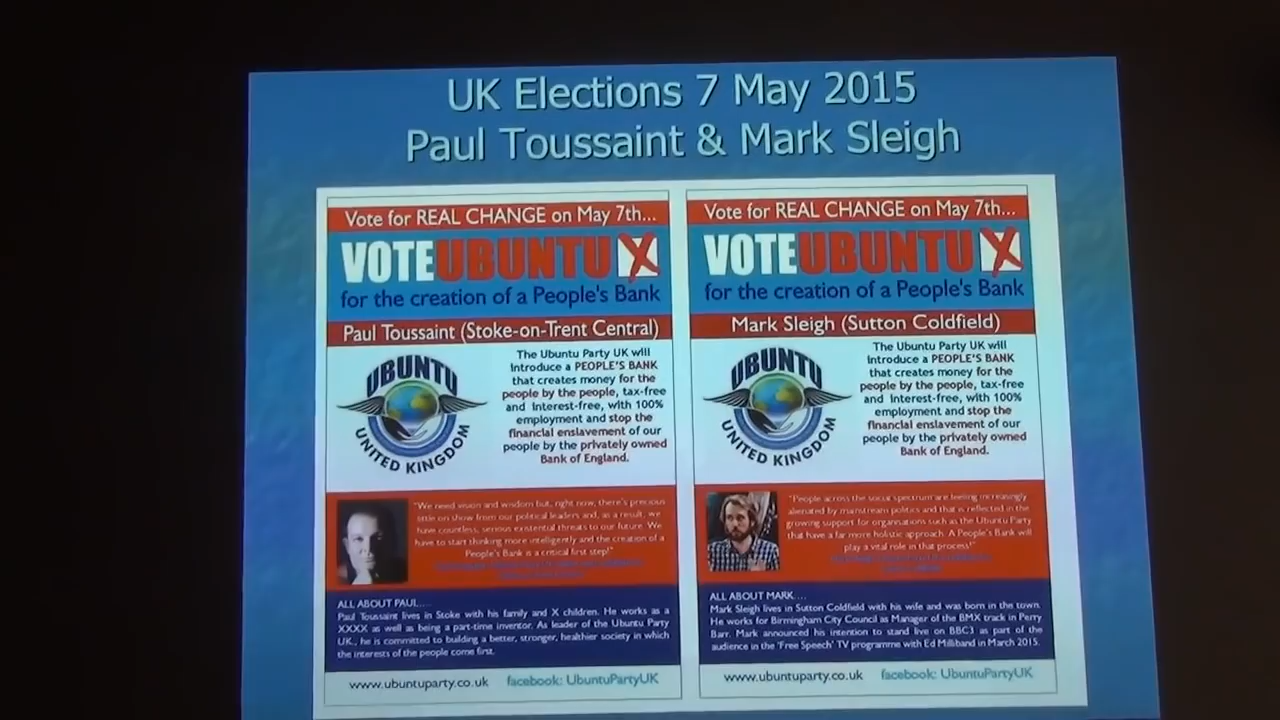 UK Elections 7 May 2015
Paul Toussaint & Mark Sleigh
Vote for REAL CHANGE on May 7th...
VOTEUBUNTU X
for the creation of a People's Bank
Paul Toussaint (Stoke-on-Trent Central)
UBUNTU
UNITED KINGDOM
The Ubuntu Party UK will
introduce a PEOPLE'S BANK
that creates money for the
people by the people, tax-free
and interest-free, with 100%
employment and stop the
financial enslavement of our
people by the privately owned
Bank of England.
"We need vision and wisdom but, right now, there's precious
little on show from our political leaders and, as a result, we
have countless, serious existential threats to our future. We
have to start thinking more intelligently and the creation of a
People's Bank is a critical first step!"
ALL ABOUT PAUL....
Paul Toussaint lives in Stoke with his family and X children. He works as a
XXXX as well as being a part-time inventor. As leader of the Ubuntu Party
UK., he is committed to building a better, stronger, healthier society in which
the interests of the people come first.
www.ubuntuparty.co.uk facebook: UbuntuPartyUK
Vote for REAL CHANGE on May 7th...
VOTEUBUNTU X
for the creation of a People's Bank
Mark Sleigh (Sutton Coldfield)
UBUNTU
UNITED KINGDOM
The Ubuntu Party UK will
introduce a PEOPLE'S BANK
that creates money for the
people by the people, tax-free
and interest-free, with 100%
employment and stop the
financial enslavement of our
people by the privately owned
Bank of England.
"People across the social spectrum are feeling increasingly
alienated by mainstream politics and that is reflected in the
growing support for organisations such as the Ubuntu Party
that have a far more holistic approach. A People's Bank will
play a vital role in that process!"
ALL ABOUT MARK....
Mark Sleigh lives in Sutton Coldfield with his wife and was born in the town.
He works for Birmingham City Council as Manager of the BMX track in Perry
Barr. Mark announced his intention to stand live on BBC3 as part of the
audience in the 'Free Speech' TV programme with Ed Milliband in March 2015.
www.ubuntuparty.co.uk facebook: UbuntuPartyUK